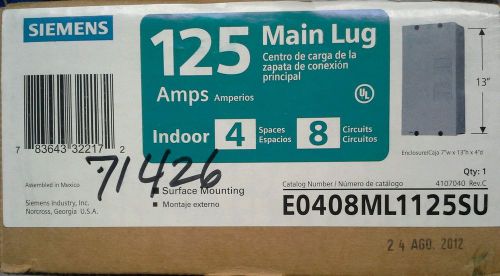 SIEMENS
125
Amps Amperios
Main Lug
Centro de carga de la
zapata de conexión
principal
UL
Indoor 4 Spaces Espacios 8 Circuits Circuitos
13"
Enclosure/Caja 7"w x 13"h x 4"d
7 83643 32217 2
71426
Assembled in Mexico
Siemens Industry, Inc.
Norcross, Georgia U.S.A.
■ Surface Mounting
■ Montaje externo
Qty: 1
Catalog Number / Número de catálogo 4107040 Rev.C
E0408ML1125SU
24 AGO. 2012